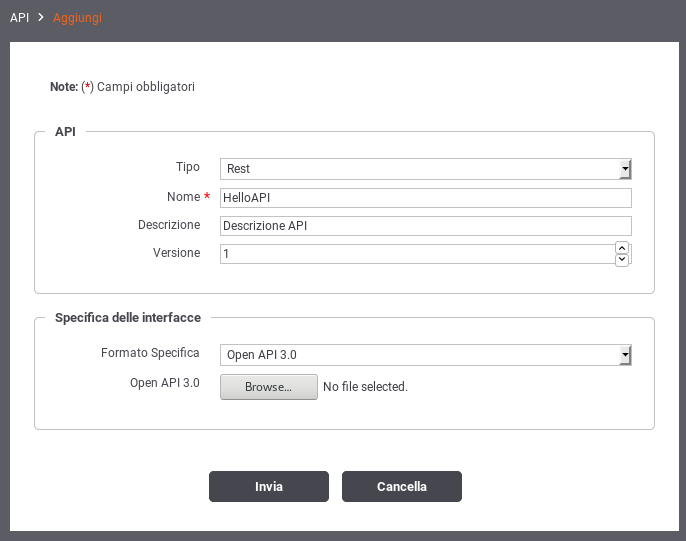 API > Aggiungi
Note: (*) Campi obbligatori
API
Tipo Rest
Nome * HelloAPI
Descrizione Descrizione API
Versione 1
Specifica delle interfacce
Formato Specifica Open API 3.0
Open API 3.0 Browse... No file selected.
Invia Cancella